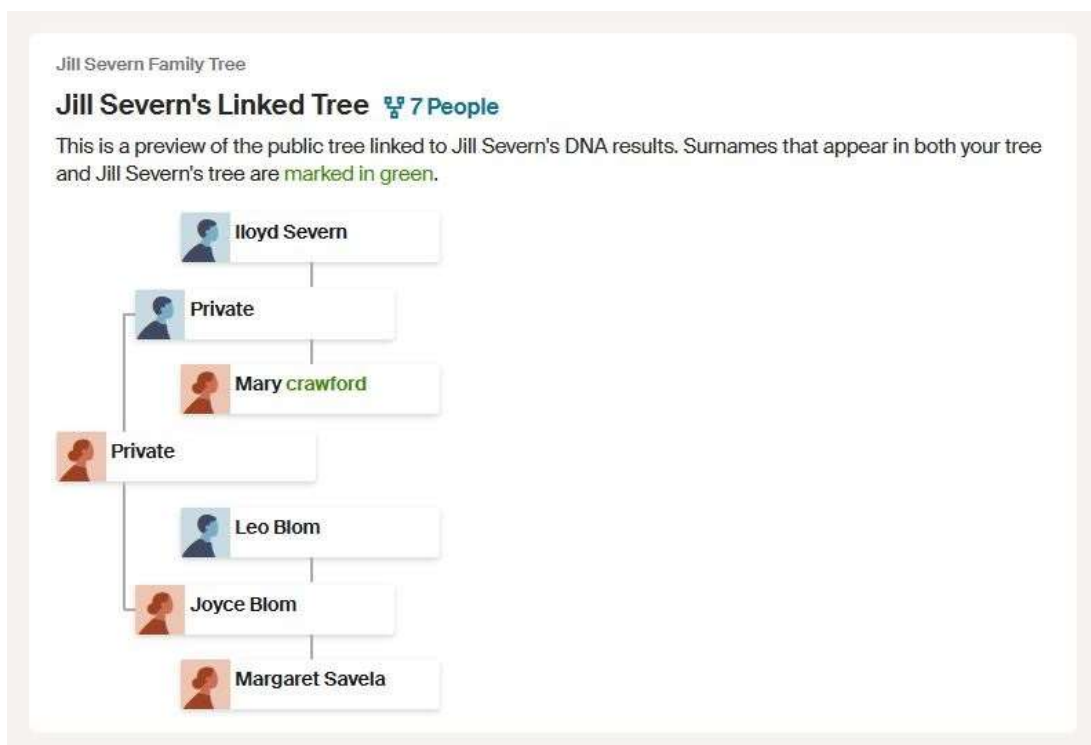 Jill Severn Family Tree
Jill Severn's Linked Tree 7 People
This is a preview of the public tree linked to Jill Severn's DNA results. Surnames that appear in both your tree
and Jill Severn's tree are marked in green.
lloyd Severn
Private
Mary crawford
Private
Leo Blom
Joyce Blom
Margaret Savela